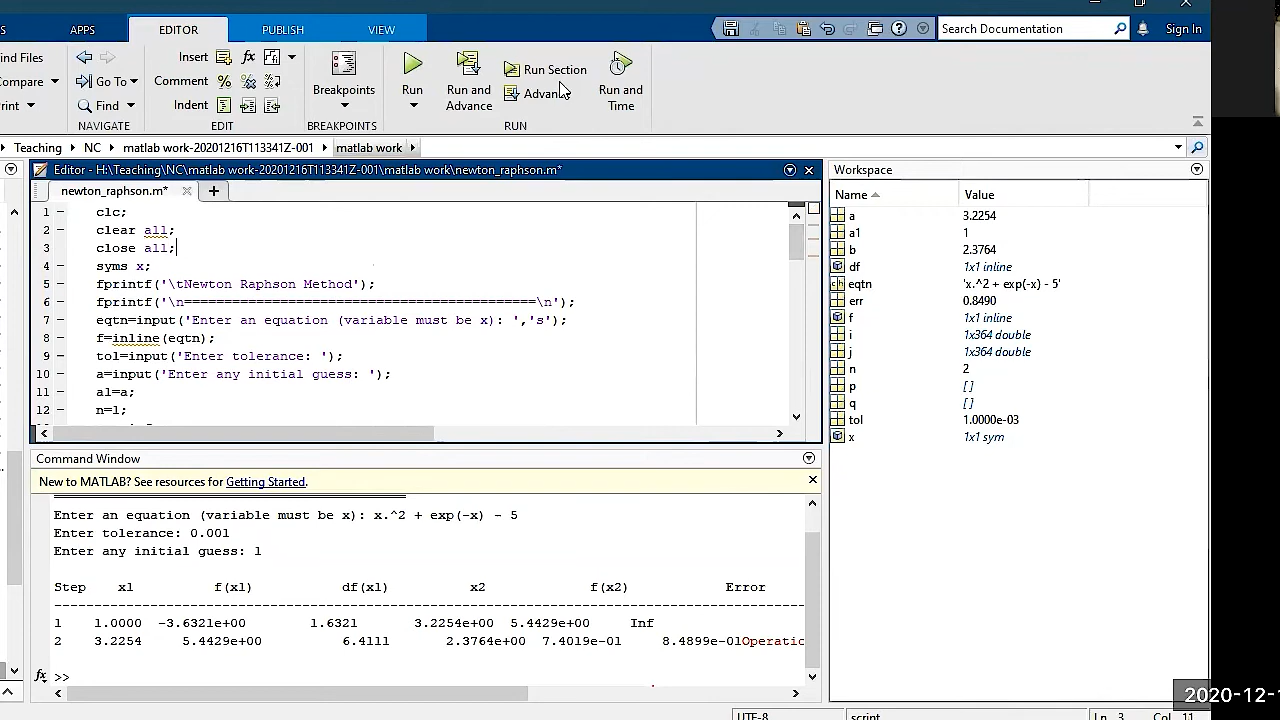 APPS
EDITOR
PUBLISH
VIEW
Search Documentation
Sign In
ind Files
ompare
rint
Go To
Find
NAVIGATE
Insert
fx
Comment
Indent
EDIT
Breakpoints
BREAKPOINTS
Run
Run and Advance
Run Section
Advance
Run and Time
RUN
Teaching
NC
matlab work-20201216T113341Z-001
matlab work
Editor - H:\Teaching\NC\matlab work-20201216T113341Z-001\matlab work\newton_raphson.m*
newton_raphson.m*
1 – clc;
2 – clear all;
3 – close all;
4 – syms x;
5 – fprintf('\tNewton Raphson Method');
6 – fprintf('\n===========================================\n');
7 – eqtn=input('Enter an equation (variable must be x): ','s');
8 – f=inline(eqtn);
9 – tol=input('Enter tolerance: ');
10 – a=input('Enter any initial guess: ');
11 – a1=a;
12 – n=1;
Workspace
Name Value
a 3.2254
a1 1
b 2.3764
df 1x1 inline
eqtn 'x.^2 + exp(-x) - 5'
err 0.8490
f 1x1 inline
i 1x364 double
j 1x364 double
n 2
p []
q []
tol 1.0000e-03
x 1x1 sym
Command Window
New to MATLAB? See resources for Getting Started.
Enter an equation (variable must be x): x.^2 + exp(-x) - 5
Enter tolerance: 0.001
Enter any initial guess: 1
Step x1 f(x1) df(x1) x2 f(x2) Error
1 1.0000 -3.6321e+00 1.6321 3.2254e+00 5.4429e+00 Inf
2 3.2254 5.4429e+00 6.4111 2.3764e+00 7.4019e-01 8.4899e-01Operatio
fx >>
2020-12-1
UTF-8
script
Ln 3 Col 11